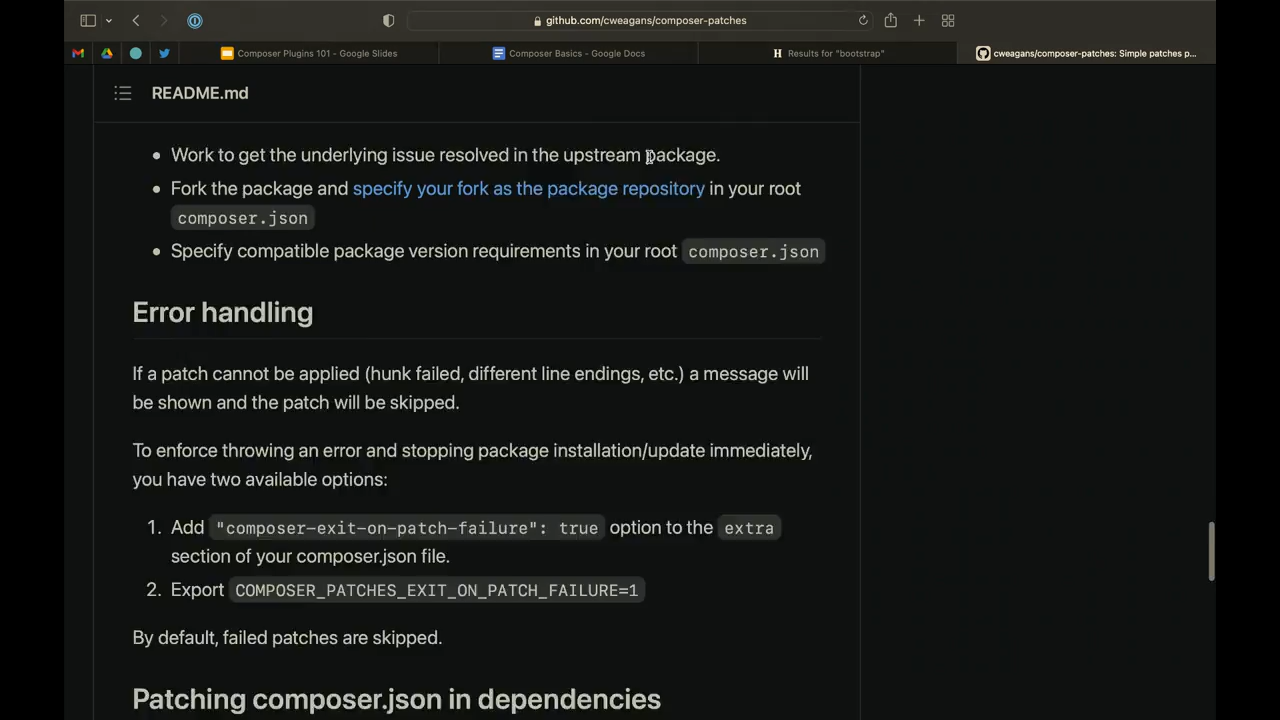 github.com/cweagans/composer-patches
Composer Plugins 101 - Google Slides
Composer Basics - Google Docs
H Results for "bootstrap"
cweagans/composer-patches: Simple patches p...
README.md
• Work to get the underlying issue resolved in the upstream package.
• Fork the package and specify your fork as the package repository in your root
composer.json
• Specify compatible package version requirements in your root composer.json
Error handling
If a patch cannot be applied (hunk failed, different line endings, etc.) a message will
be shown and the patch will be skipped.
To enforce throwing an error and stopping package installation/update immediately,
you have two available options:
1. Add "composer-exit-on-patch-failure": true option to the extra
section of your composer.json file.
2. Export COMPOSER_PATCHES_EXIT_ON_PATCH_FAILURE=1
By default, failed patches are skipped.
Patching composer.json in dependencies